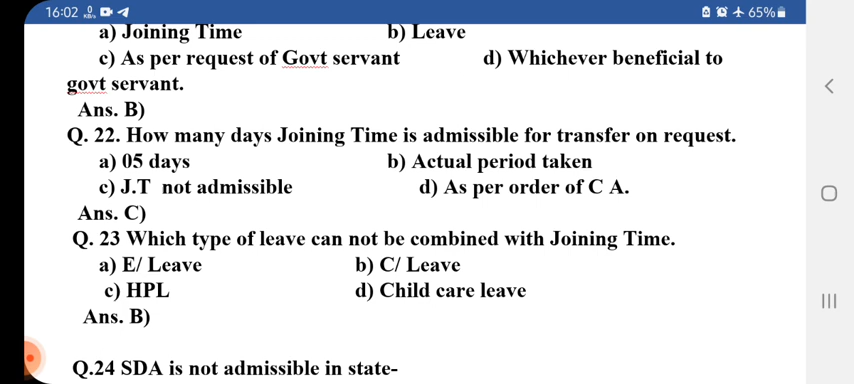 16:02 0 KB/s 65%
a) Joining Time b) Leave
c) As per request of Govt servant d) Whichever beneficial to
govt servant.
Ans. B)
Q. 22. How many days Joining Time is admissible for transfer on request.
a) 05 days b) Actual period taken
c) J.T not admissible d) As per order of C A.
Ans. C)
Q. 23 Which type of leave can not be combined with Joining Time.
a) E/ Leave b) C/ Leave
c) HPL d) Child care leave
Ans. B)
Q.24 SDA is not admissible in state-